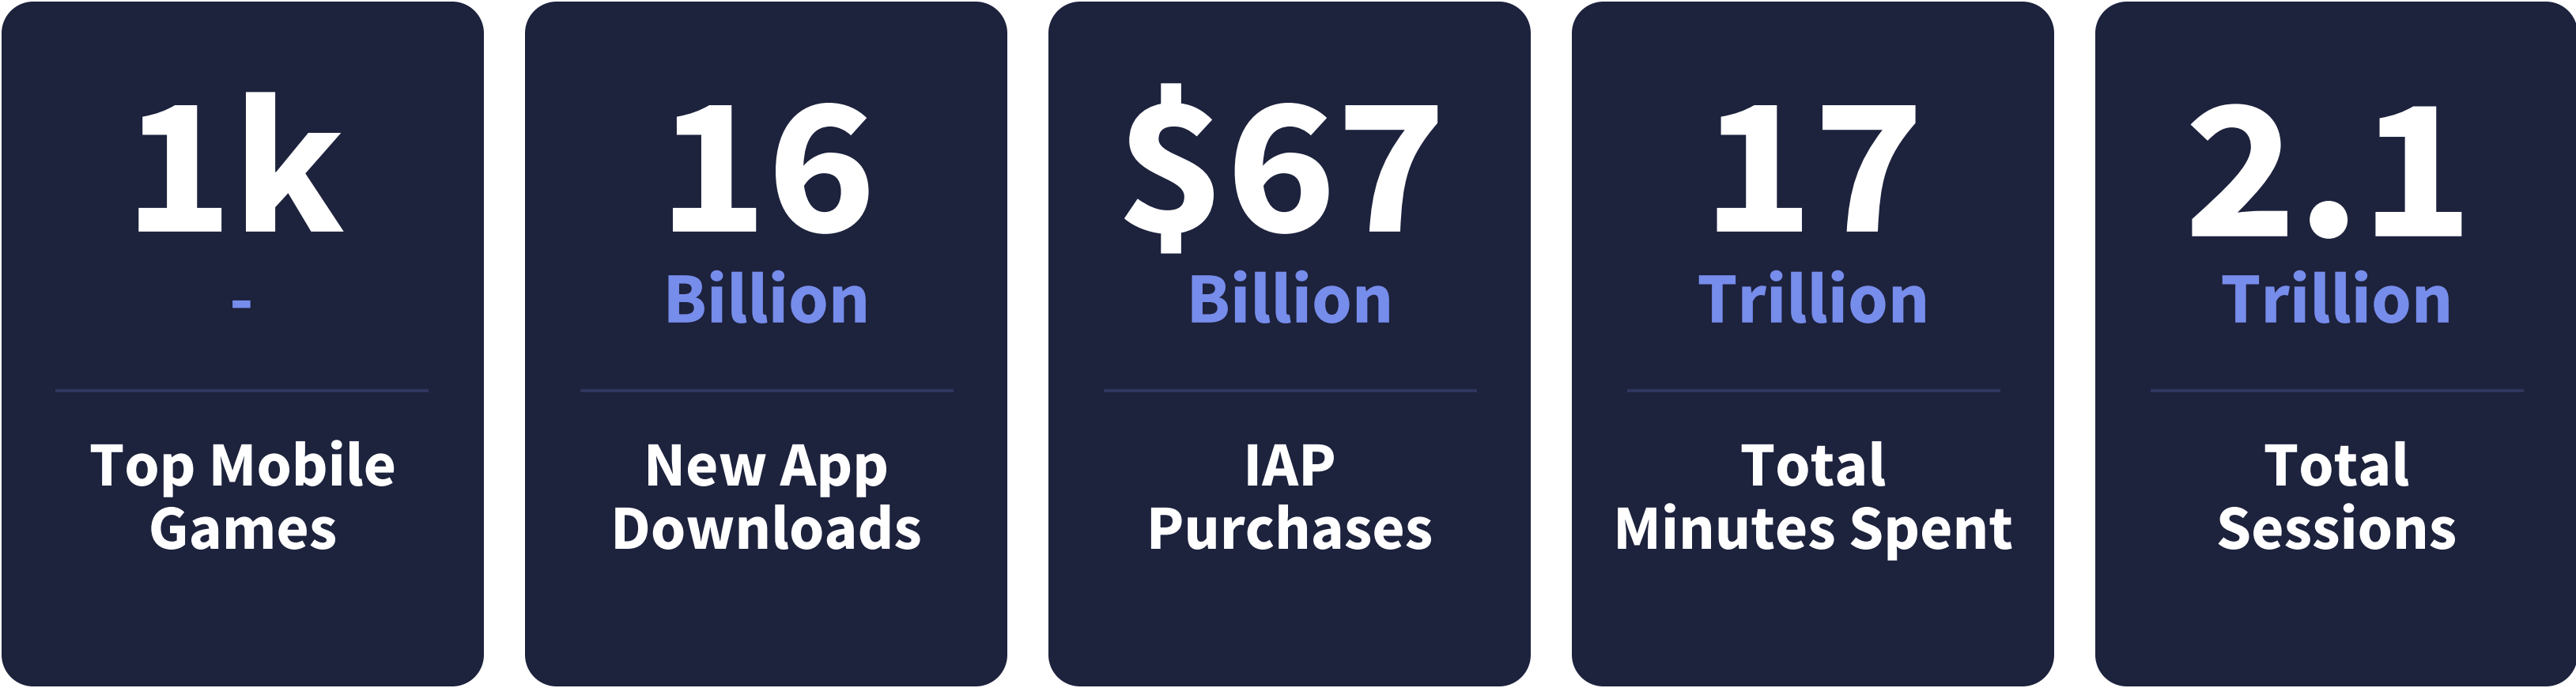 1k
-
Top Mobile
Games
16
Billion
New App
Downloads
$67
Billion
IAP
Purchases
17
Trillion
Total
Minutes Spent
2.1
Trillion
Total
Sessions